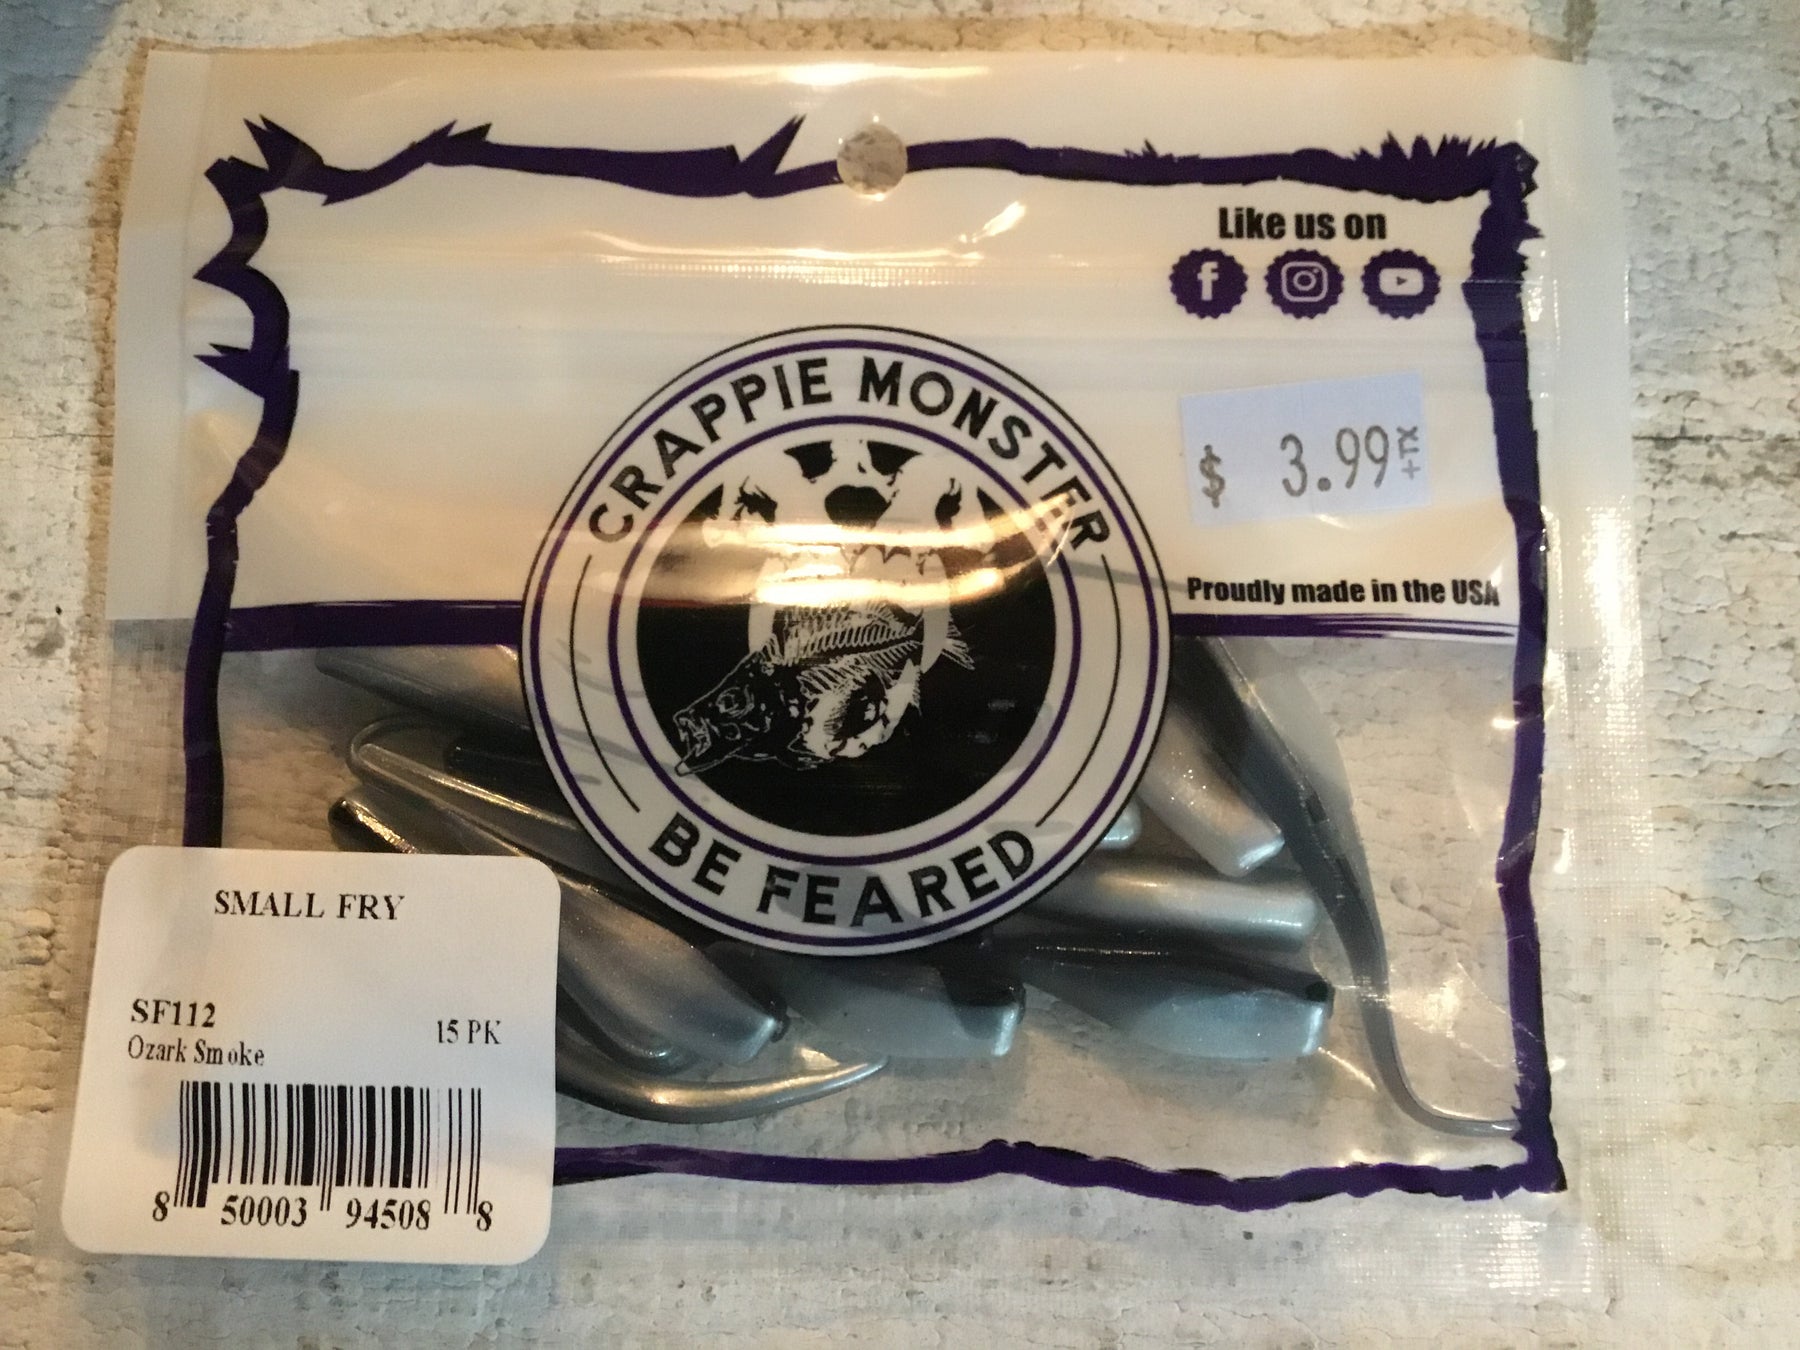 Like us on
CRAPPIE MONSTER
$ 3.99 +TX
Proudly made in the USA
BE FEARED
SMALL FRY
SF112
15 PK
Ozark Smoke
8 50003 94508 8